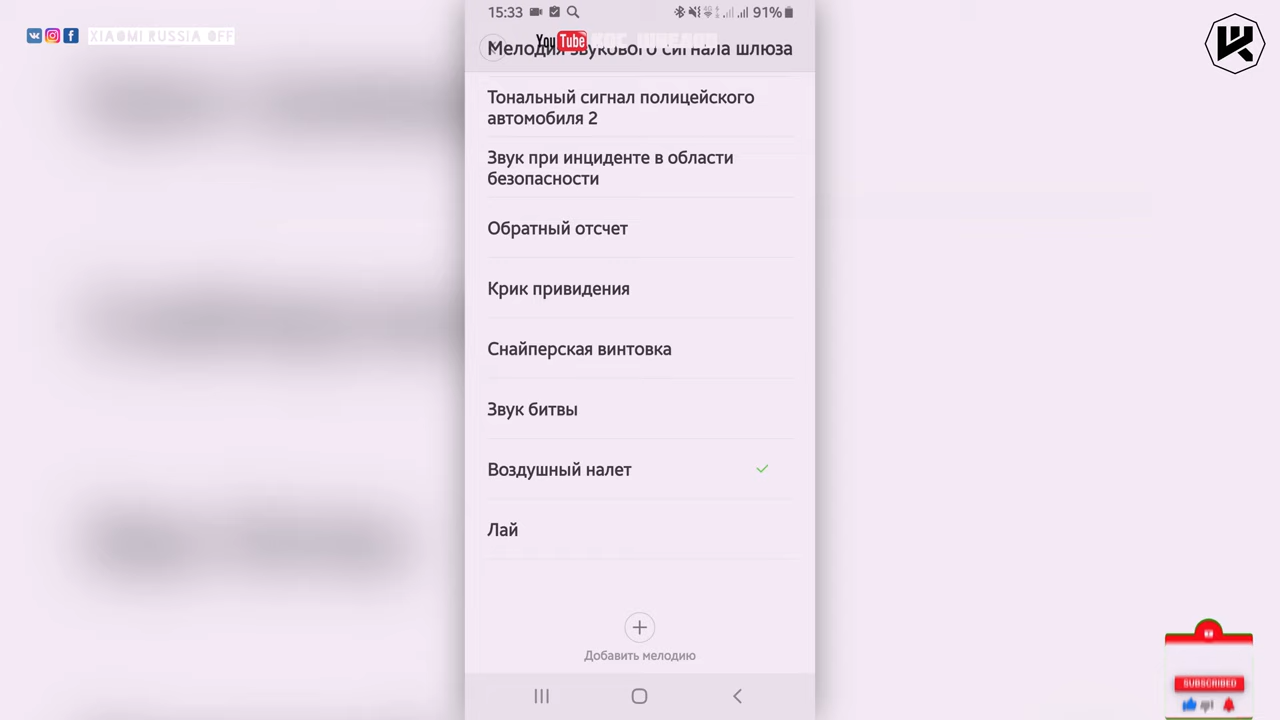 XIAOMI RUSSIA OFF
15:33
91%
YouTube
Мелодия звукового сигнала шлюза
Тональный сигнал полицейского
автомобиля 2
Звук при инциденте в области
безопасности
Обратный отсчет
Крик привидения
Снайперская винтовка
Звук битвы
Воздушный налет
Лай
Добавить мелодию
SUBSCRIBED